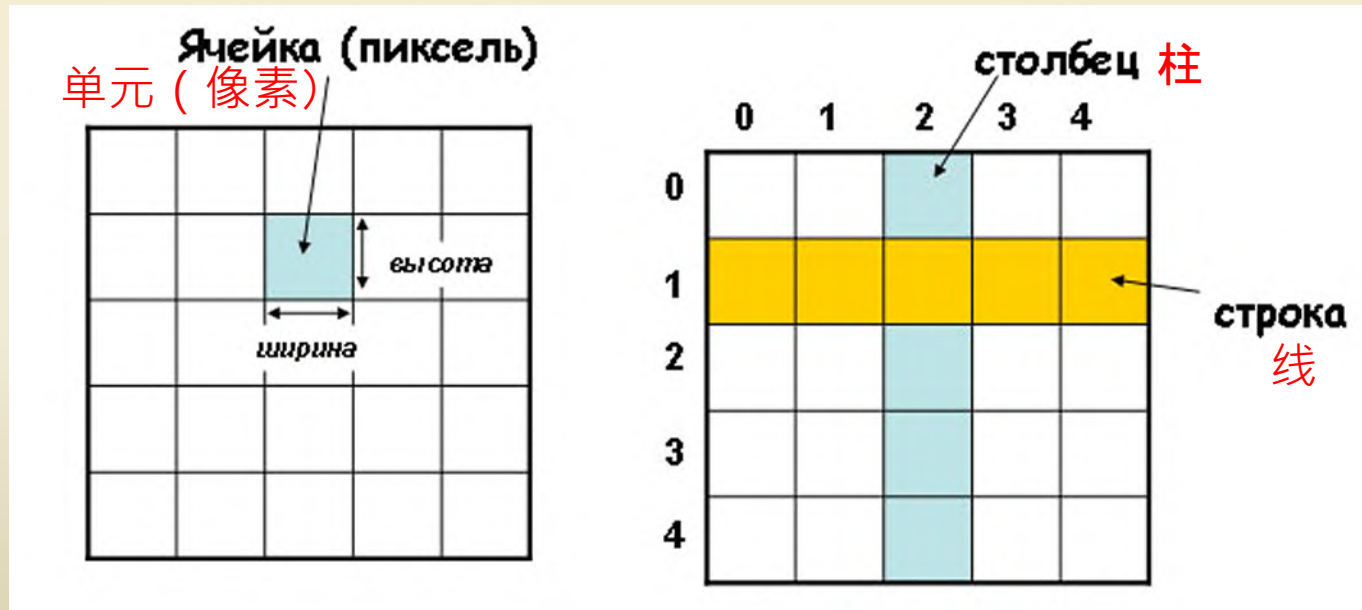 Ячейка (пиксель)
单元（像素）
высота
ширина
столбец 柱
0 1 2 3 4
0
1
2
3
4
строка
线